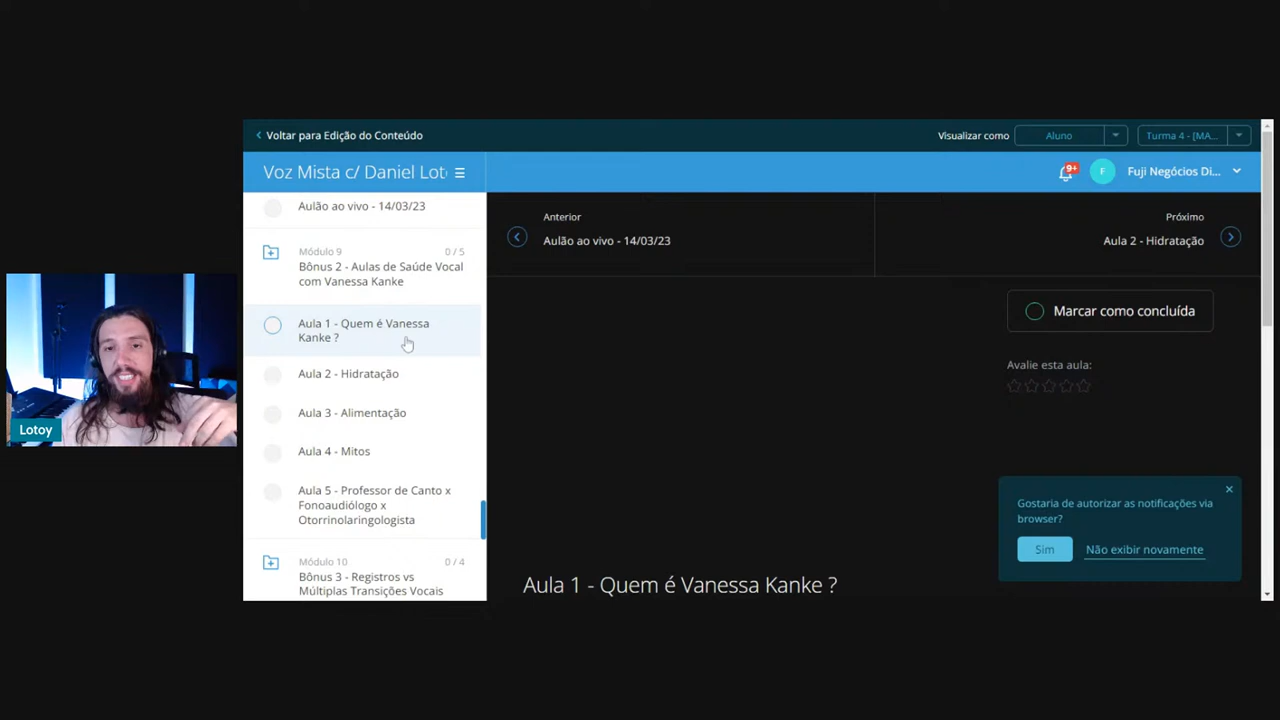 Voltar para Edição do Conteúdo
Visualizar como
Aluno
Turma 4 - [MA...
Voz Mista c/ Daniel Lot
9+
F
Fuji Negócios Di...
Aulão ao vivo - 14/03/23
Módulo 9
0 / 5
Bônus 2 - Aulas de Saúde Vocal
com Vanessa Kanke
Aula 1 - Quem é Vanessa
Kanke ?
Aula 2 - Hidratação
Aula 3 - Alimentação
Aula 4 - Mitos
Aula 5 - Professor de Canto x
Fonoaudiólogo x
Otorrinolaringologista
Módulo 10
0 / 4
Bônus 3 - Registros vs
Múltiplas Transições Vocais
Anterior
Aulão ao vivo - 14/03/23
Próximo
Aula 2 - Hidratação
Marcar como concluída
Avalie esta aula:
Gostaria de autorizar as notificações via
browser?
Sim
Não exibir novamente
Aula 1 - Quem é Vanessa Kanke ?
Lotoy